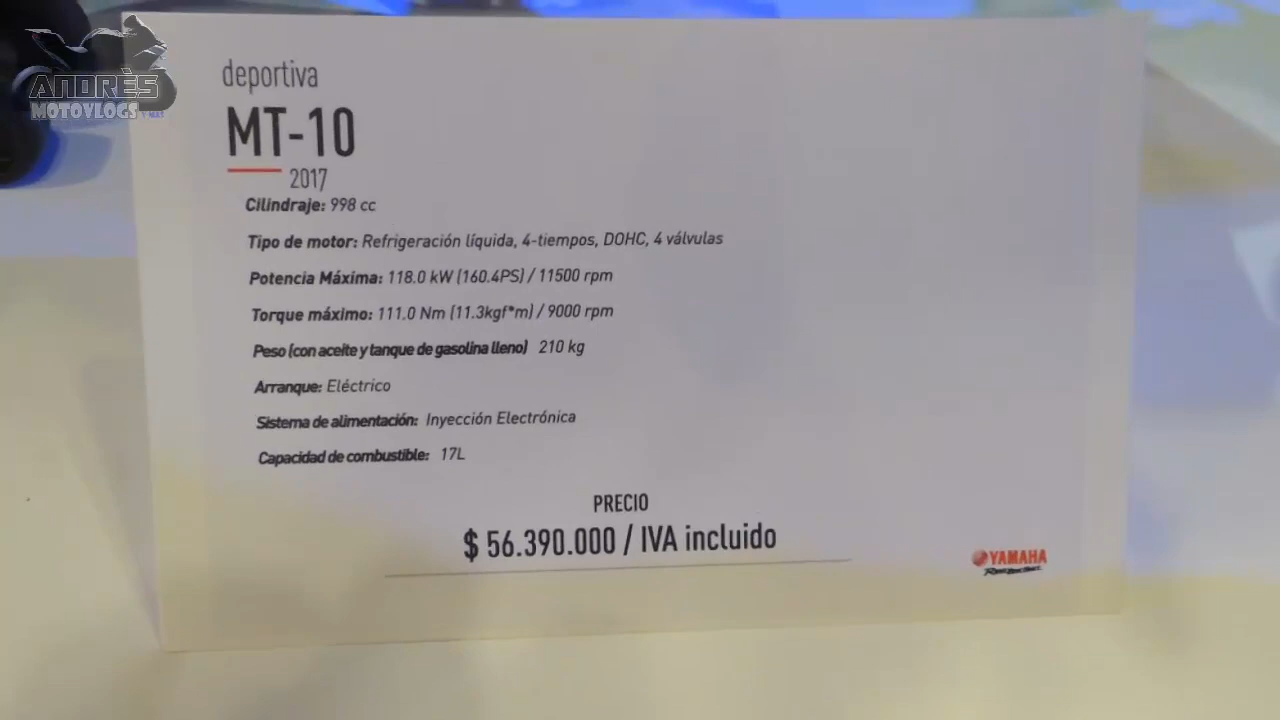 ANDRÈS
MOTOVLOGS
Y MAS
deportiva
MT-10
2017
Cilindraje: 998 cc
Tipo de motor: Refrigeración líquida, 4-tiempos, DOHC, 4 válvulas
Potencia Máxima: 118.0 kW (160.4PS) / 11500 rpm
Torque máximo: 111.0 Nm (11.3kgf*m) / 9000 rpm
Peso (con aceite y tanque de gasolina lleno) 210 kg
Arranque: Eléctrico
Sistema de alimentación: Inyección Electrónica
Capacidad de combustible: 17L
PRECIO
$ 56.390.000 / IVA incluido
YAMAHA